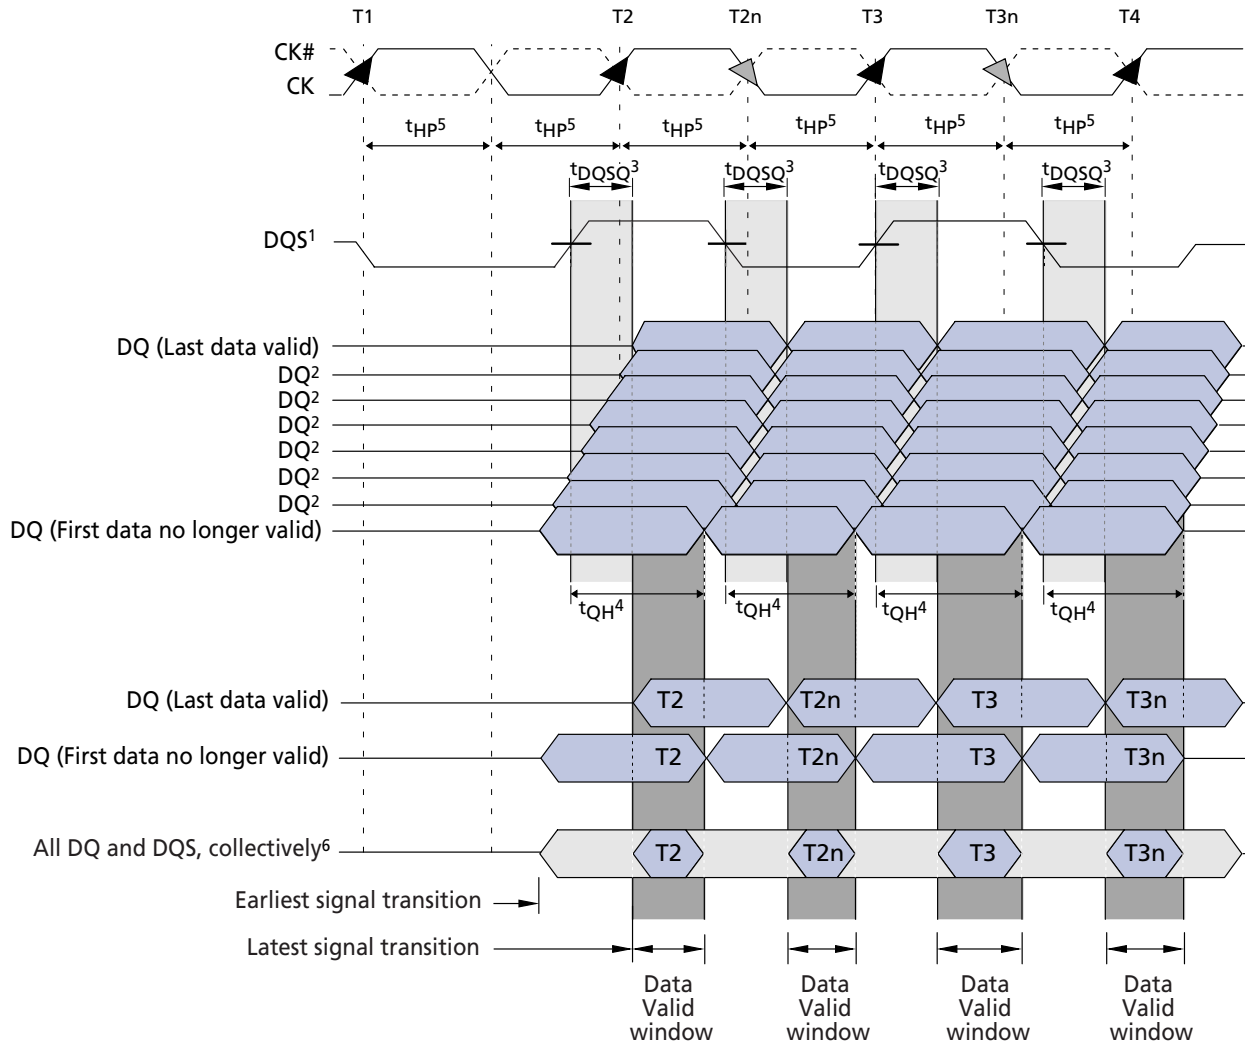 T1 T2 T2n T3 T3n T4
CK#
CK
tHP5 tHP5 tHP5 tHP5 tHP5 tHP5
tDQSQ3 tDQSQ3 tDQSQ3 tDQSQ3
DQS1
DQ (Last data valid)
DQ2
DQ2
DQ2
DQ2
DQ2
DQ2
DQ (First data no longer valid)
tQH4 tQH4 tQH4 tQH4
DQ (Last data valid) T2 T2n T3 T3n
DQ (First data no longer valid) T2 T2n T3 T3n
All DQ and DQS, collectively6 T2 T2n T3 T3n
Earliest signal transition
Latest signal transition
Data Data Data Data
Valid Valid Valid Valid
window window window window